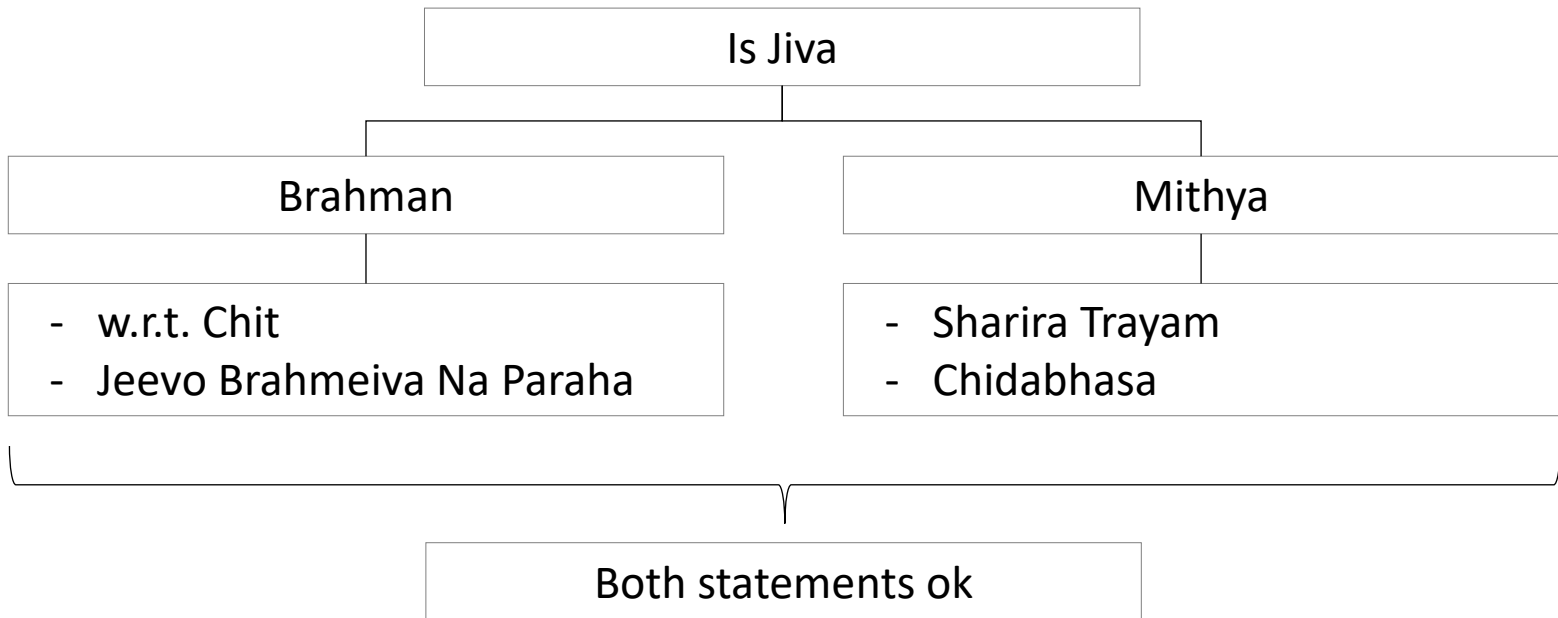 Is Jiva
Brahman
Mithya
- w.r.t. Chit
- Jeevo Brahmeiva Na Paraha
- Sharira Trayam
- Chidabhasa
Both statements ok